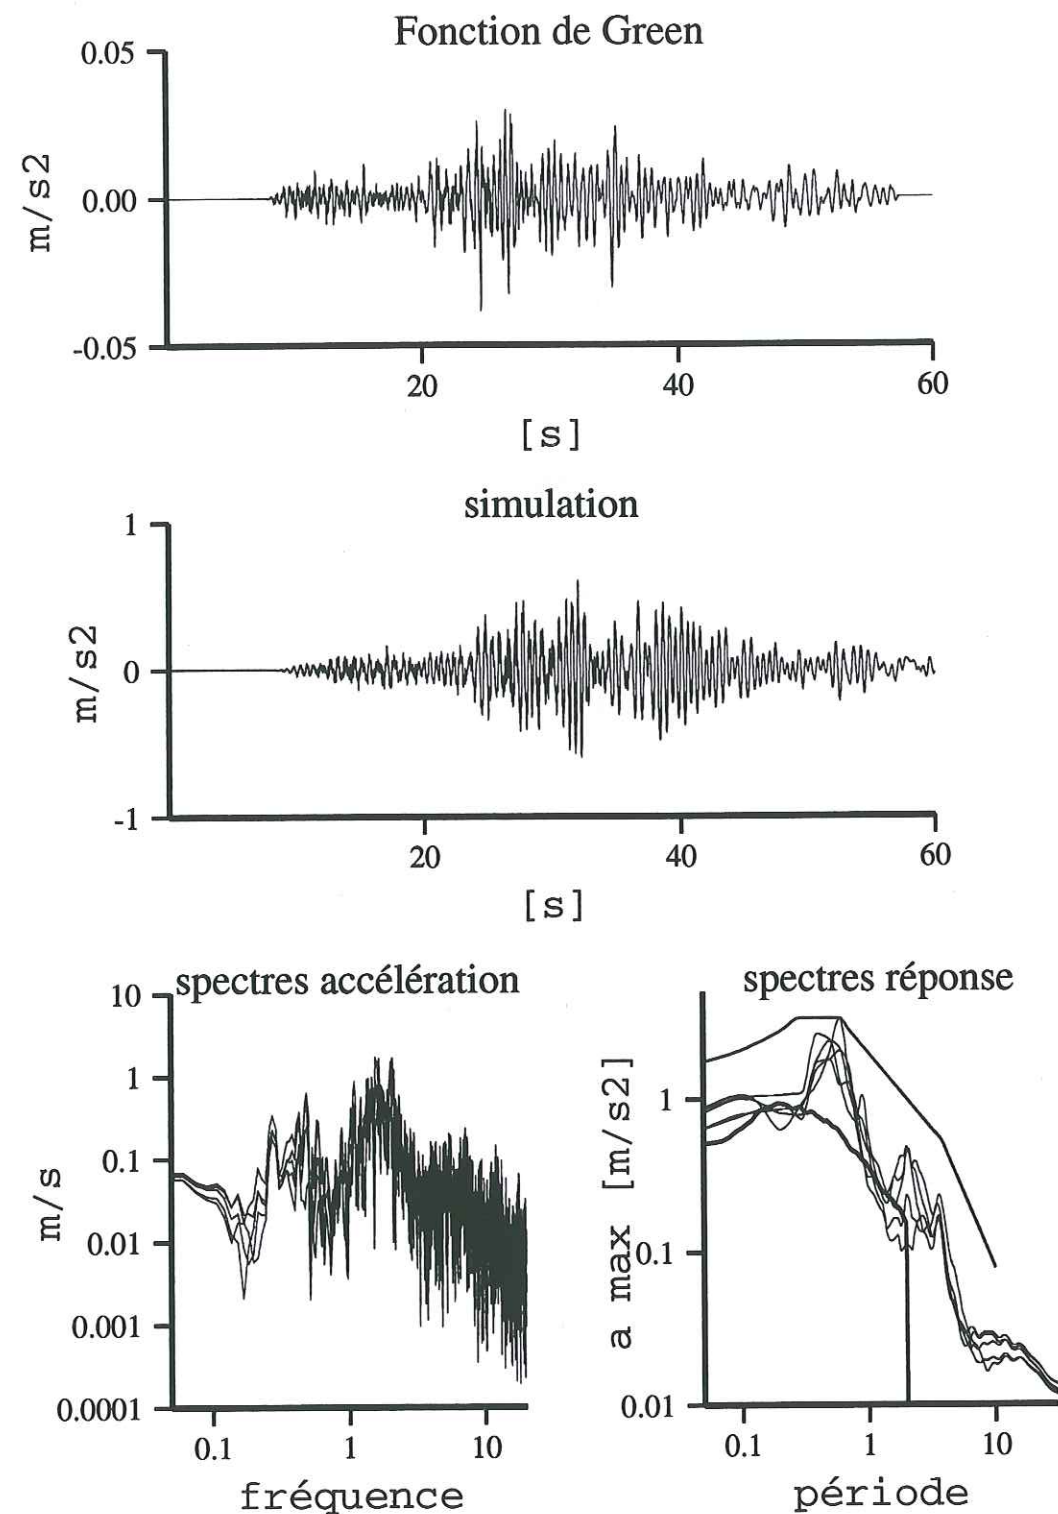 Fonction de Green
0.05
0.00
-0.05
m/s2
20
40
60
[s]
simulation
1
0
-1
m/s2
20
40
60
[s]
spectres accélération
10
1
0.1
0.01
0.001
0.0001
m/s
0.1
1
10
fréquence
spectres réponse
1
0.1
0.01
a max [m/s2]
0.1
1
10
période